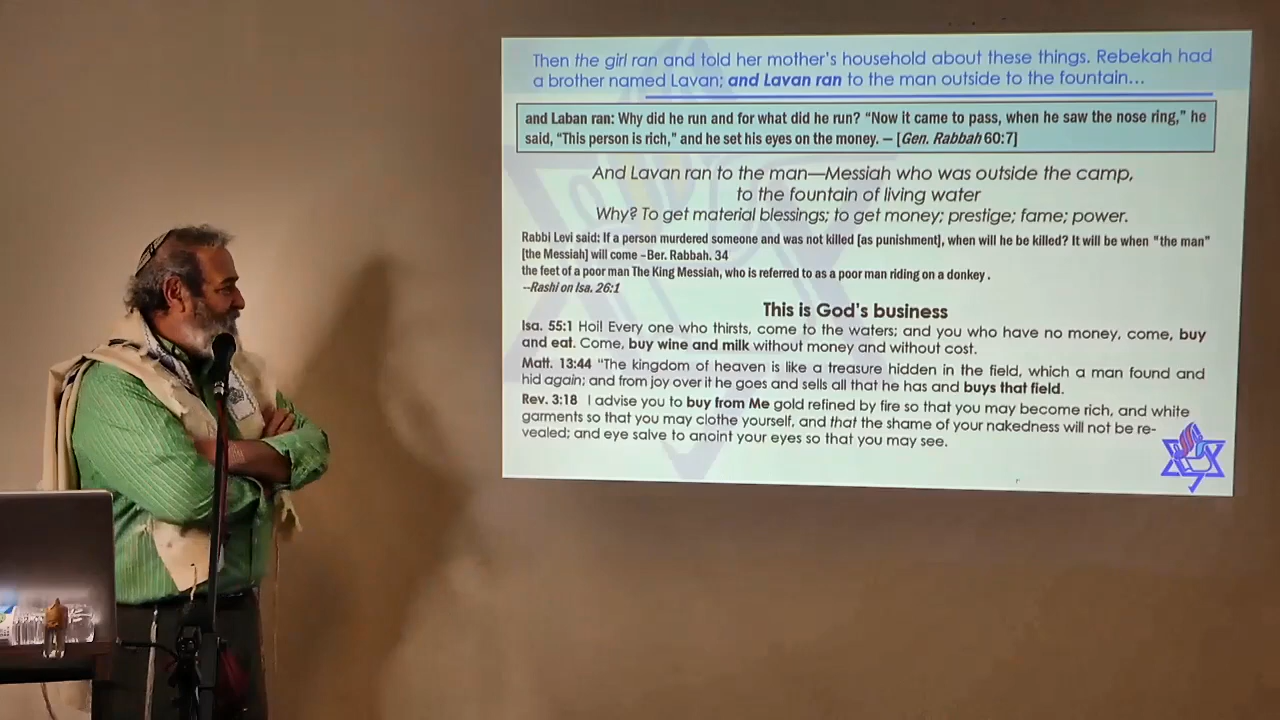 Then the girl ran and told her mother's household about these things. Rebekah had
a brother named Lavan; and Lavan ran to the man outside to the fountain…
and Laban ran: Why did he run and for what did he run? "Now it came to pass, when he saw the nose ring," he
said, "This person is rich," and he set his eyes on the money. — [Gen. Rabbah 60:7]
And Lavan ran to the man—Messiah who was outside the camp,
to the fountain of living water
Why? To get material blessings; to get money; prestige; fame; power.
Rabbi Levi said: If a person murdered someone and was not killed [as punishment], when will he be killed? It will be when "the man"
[the Messiah] will come –Ber. Rabbah. 34
the feet of a poor man The King Messiah, who is referred to as a poor man riding on a donkey .
--Rashi on Isa. 26:1
This is God's business
Isa. 55:1 Hoi! Every one who thirsts, come to the waters; and you who have no money, come, buy
and eat. Come, buy wine and milk without money and without cost.
Matt. 13:44 "The kingdom of heaven is like a treasure hidden in the field, which a man found and
hid again; and from joy over it he goes and sells all that he has and buys that field.
Rev. 3:18 I advise you to buy from Me gold refined by fire so that you may become rich, and white
garments so that you may clothe yourself, and that the shame of your nakedness will not be re-
vealed; and eye salve to anoint your eyes so that you may see.